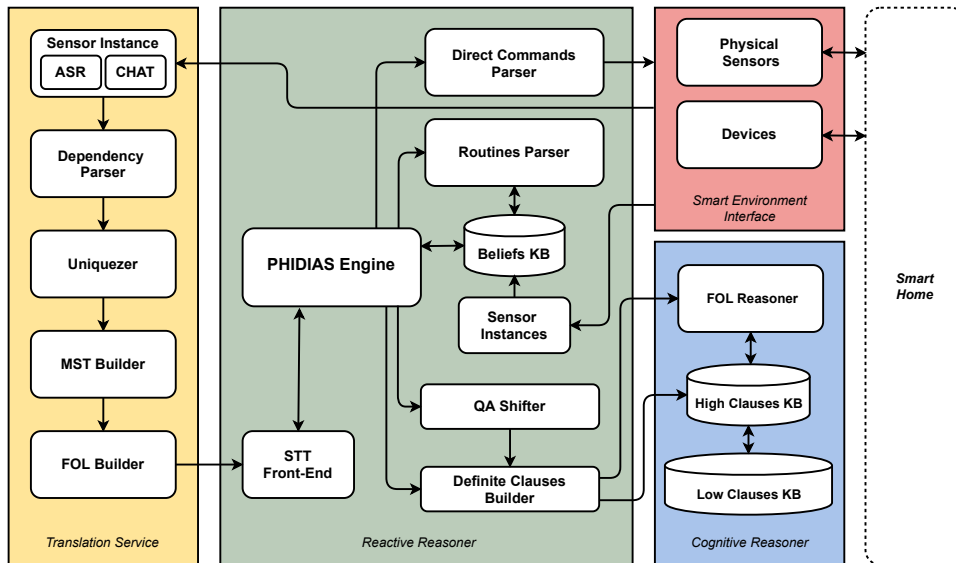 Sensor Instance
ASR
CHAT
Dependency
Parser
Uniquezer
MST Builder
FOL Builder
Translation Service
Direct Commands
Parser
Routines Parser
PHIDIAS Engine
Beliefs KB
Sensor
Instances
QA Shifter
STT
Front-End
Definite Clauses
Builder
Reactive Reasoner
Physical
Sensors
Devices
Smart Environment
Interface
FOL Reasoner
High Clauses KB
Low Clauses KB
Cognitive Reasoner
Smart
Home